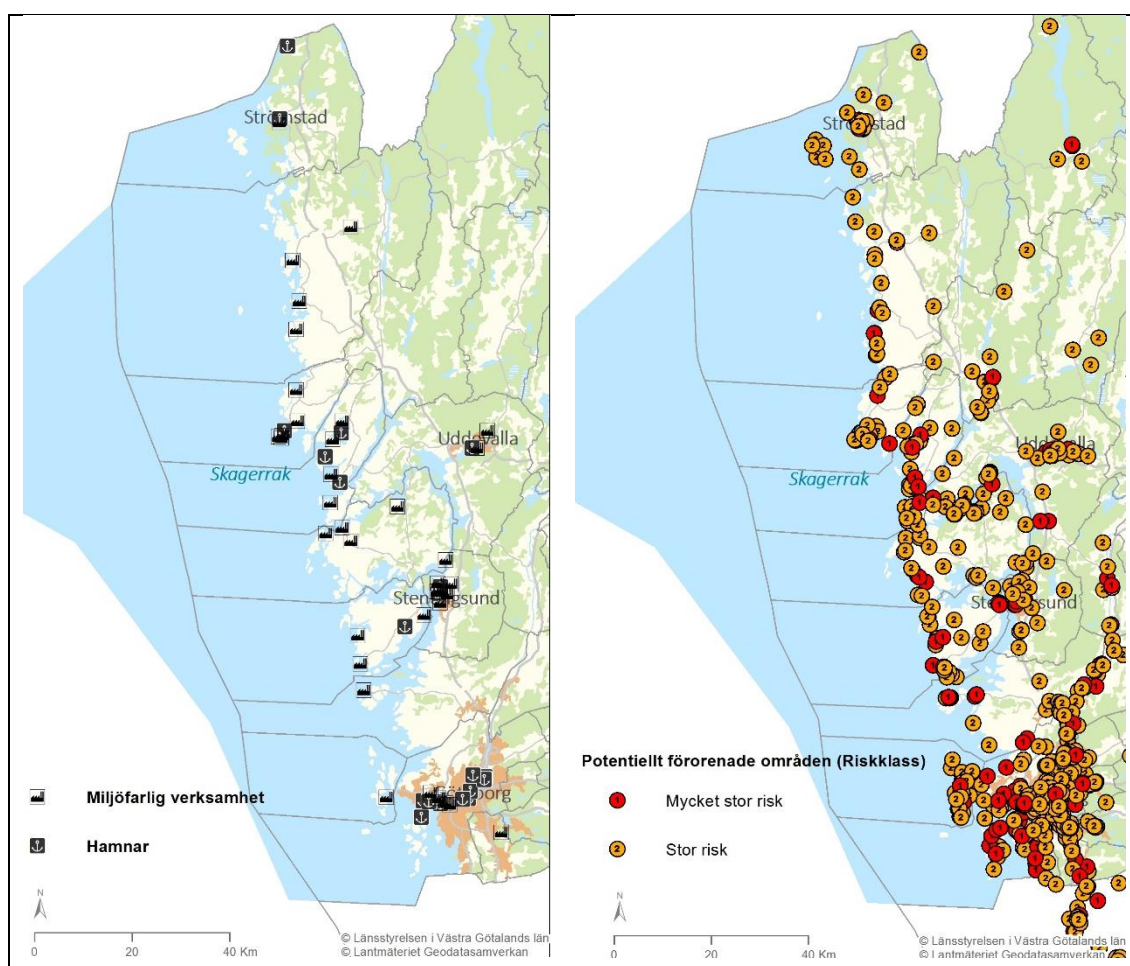 Strömstad
Uddevalla
Skagerrak
Stenungsund
Göteborg
Miljöfarlig verksamhet
Hamnar
N
0 20 40 Km
© Länsstyrelsen i Västra Götalands län
© Lantmäteriet Geodatasamverkan
Strömstad
Uddevalla
Skagerrak
Stenungsund
Potentiellt förorenade områden (Riskklass)
1 Mycket stor risk
2 Stor risk
N
0 20 40 Km
© Länsstyrelsen i Västra Götalands län
© Lantmäteriet Geodatasamverkan